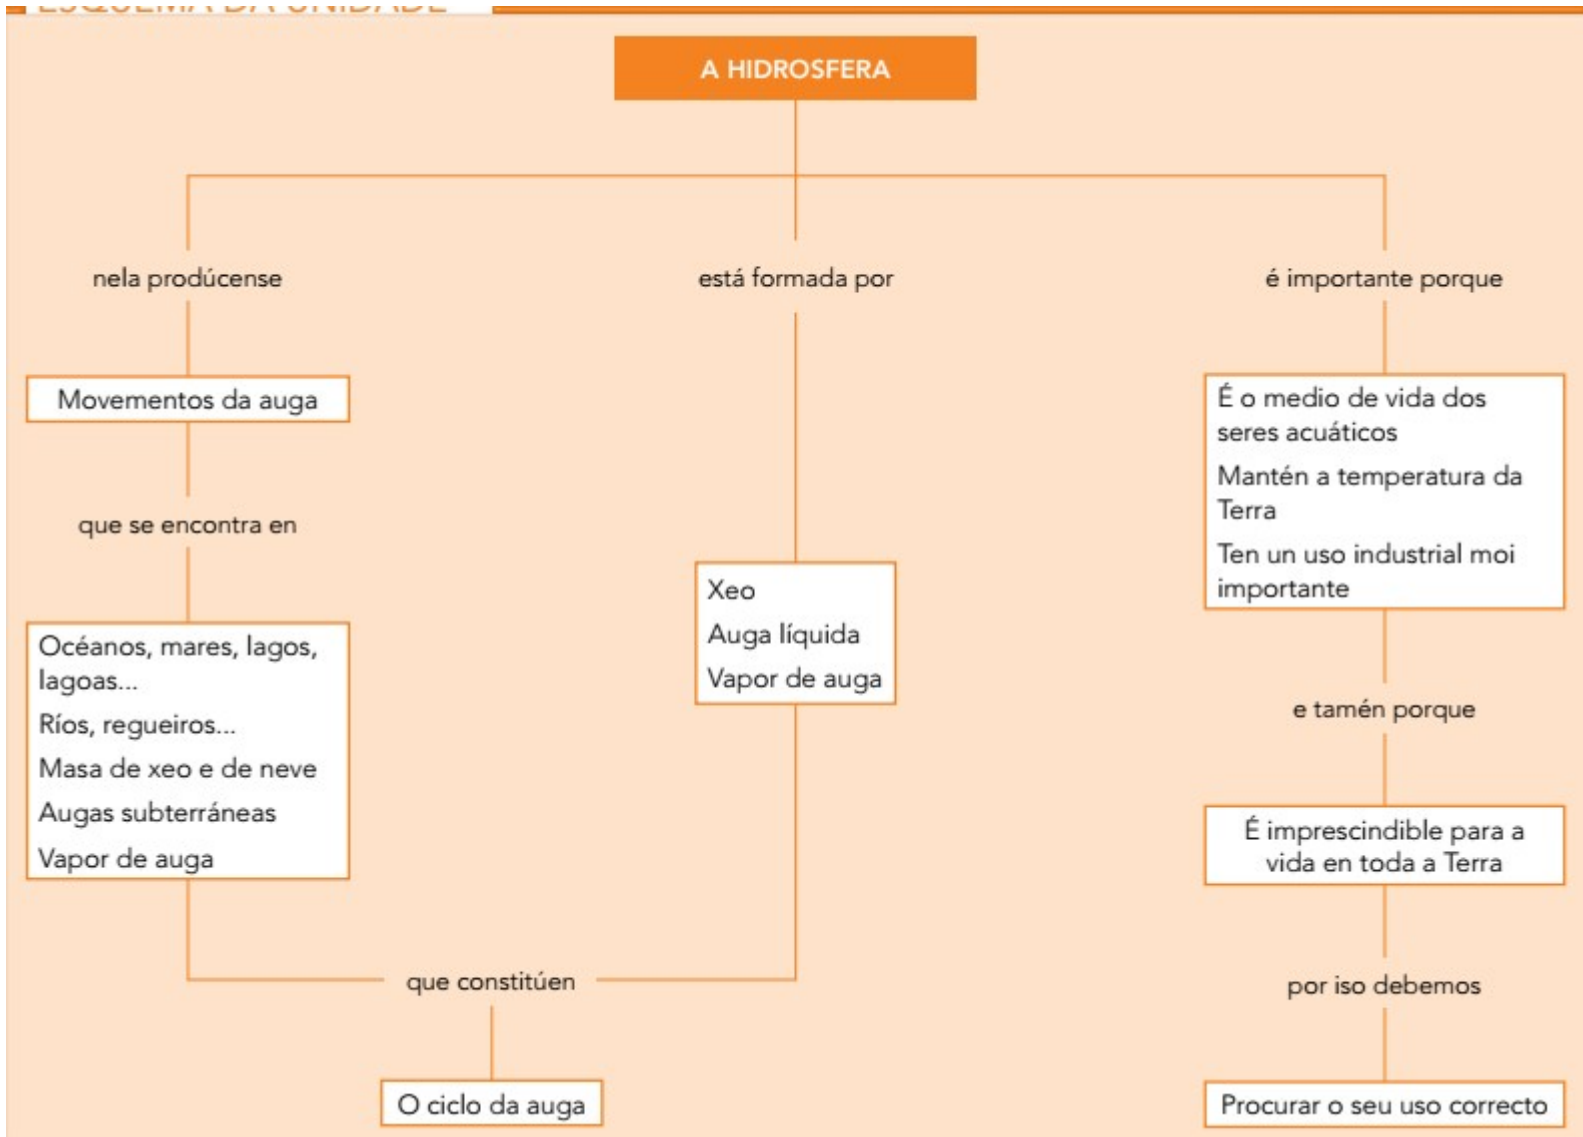 ESQUEMA DA UNIDADE
A HIDROSFERA
nela prodúcense
Movementos da auga
que se encontra en
Océanos, mares, lagos,
lagoas...
Ríos, regueiros...
Masa de xeo e de neve
Augas subterráneas
Vapor de auga
está formada por
Xeo
Auga líquida
Vapor de auga
que constitúen
O ciclo da auga
é importante porque
É o medio de vida dos
seres acuáticos
Mantén a temperatura da
Terra
Ten un uso industrial moi
importante
e tamén porque
É imprescindible para a
vida en toda a Terra
por iso debemos
Procurar o seu uso correcto